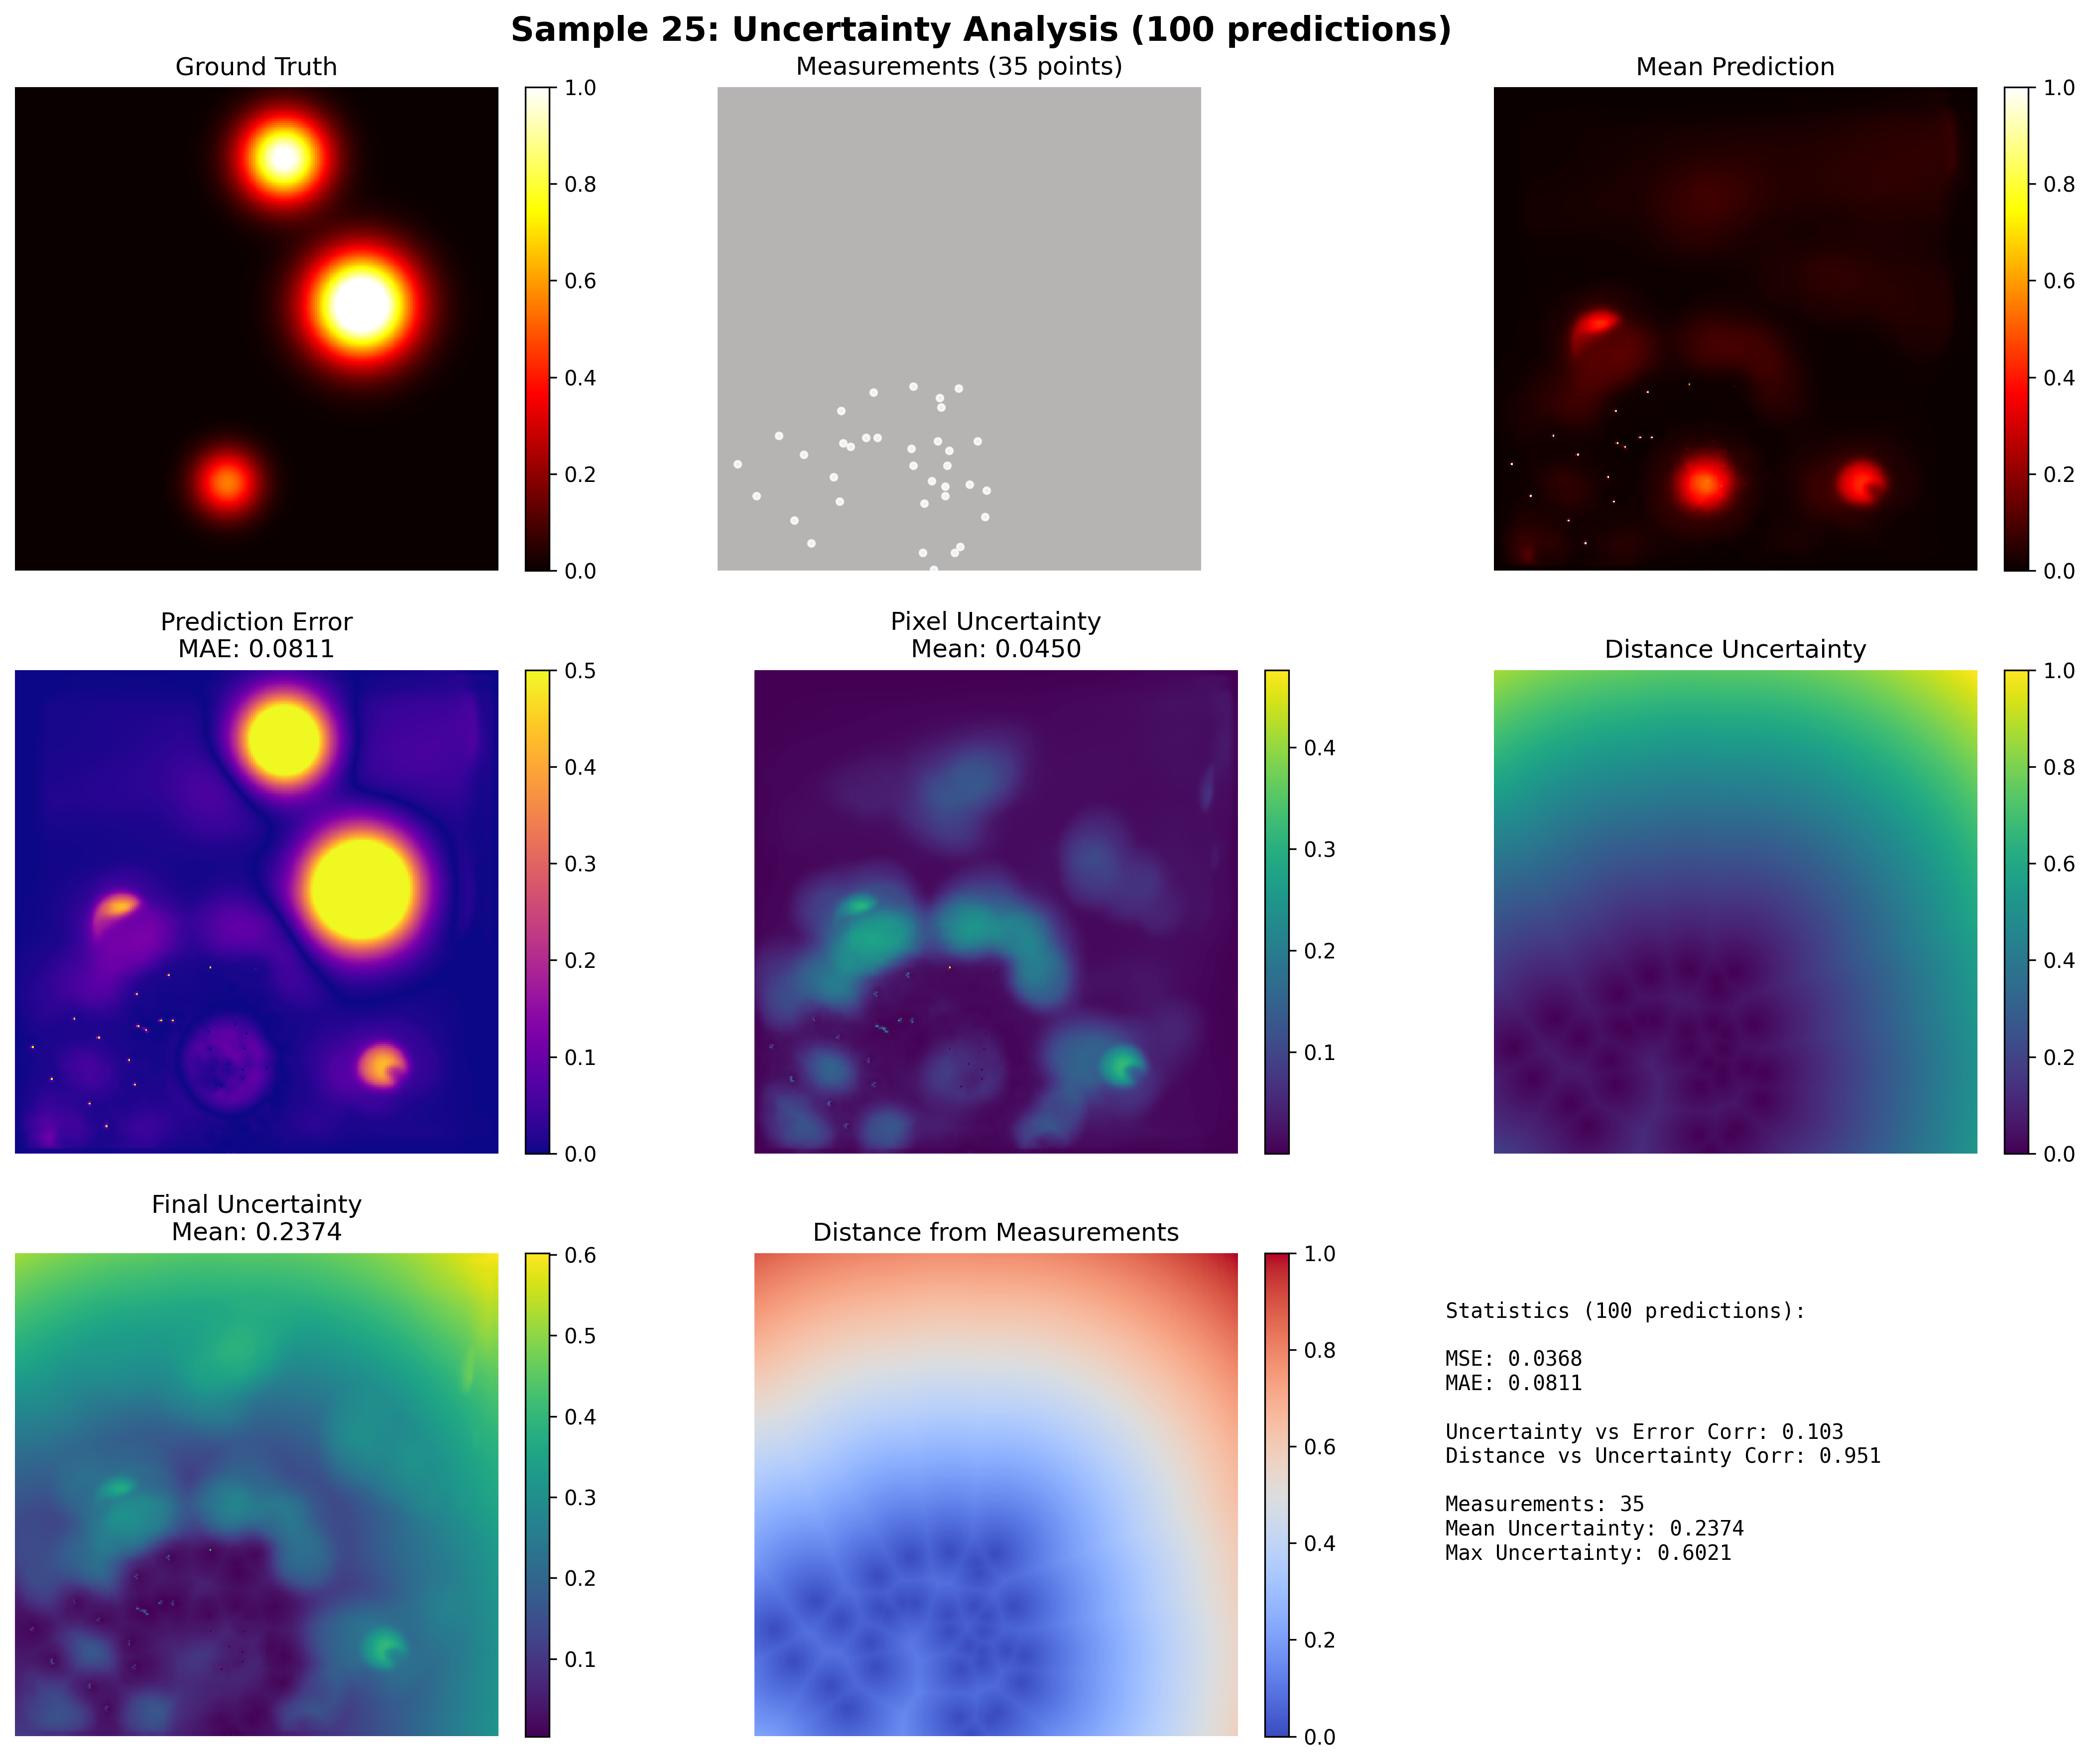 Sample 25: Uncertainty Analysis (100 predictions)
Ground Truth
1.0
0.8
0.6
0.4
0.2
0.0
Measurements (35 points)
Mean Prediction
1.0
0.8
0.6
0.4
0.2
0.0
Prediction Error
MAE: 0.0811
0.5
0.4
0.3
0.2
0.1
0.0
Pixel Uncertainty
Mean: 0.0450
0.4
0.3
0.2
0.1
Distance Uncertainty
1.0
0.8
0.6
0.4
0.2
0.0
Final Uncertainty
Mean: 0.2374
0.6
0.5
0.4
0.3
0.2
0.1
Distance from Measurements
1.0
0.8
0.6
0.4
0.2
0.0
Statistics (100 predictions):
MSE: 0.0368
MAE: 0.0811
Uncertainty vs Error Corr: 0.103
Distance vs Uncertainty Corr: 0.951
Measurements: 35
Mean Uncertainty: 0.2374
Max Uncertainty: 0.6021